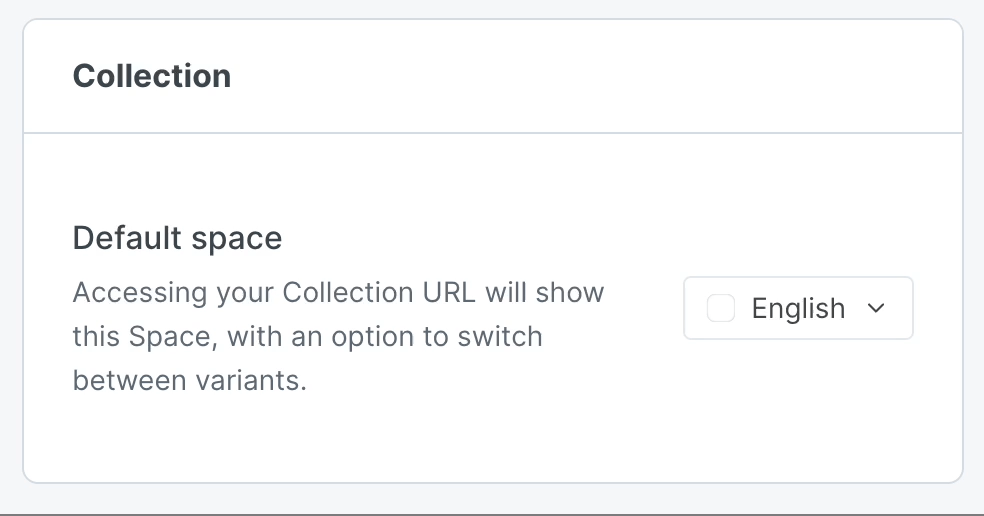 Collection
Default space
Accessing your Collection URL will show
this Space, with an option to switch
between variants.
English